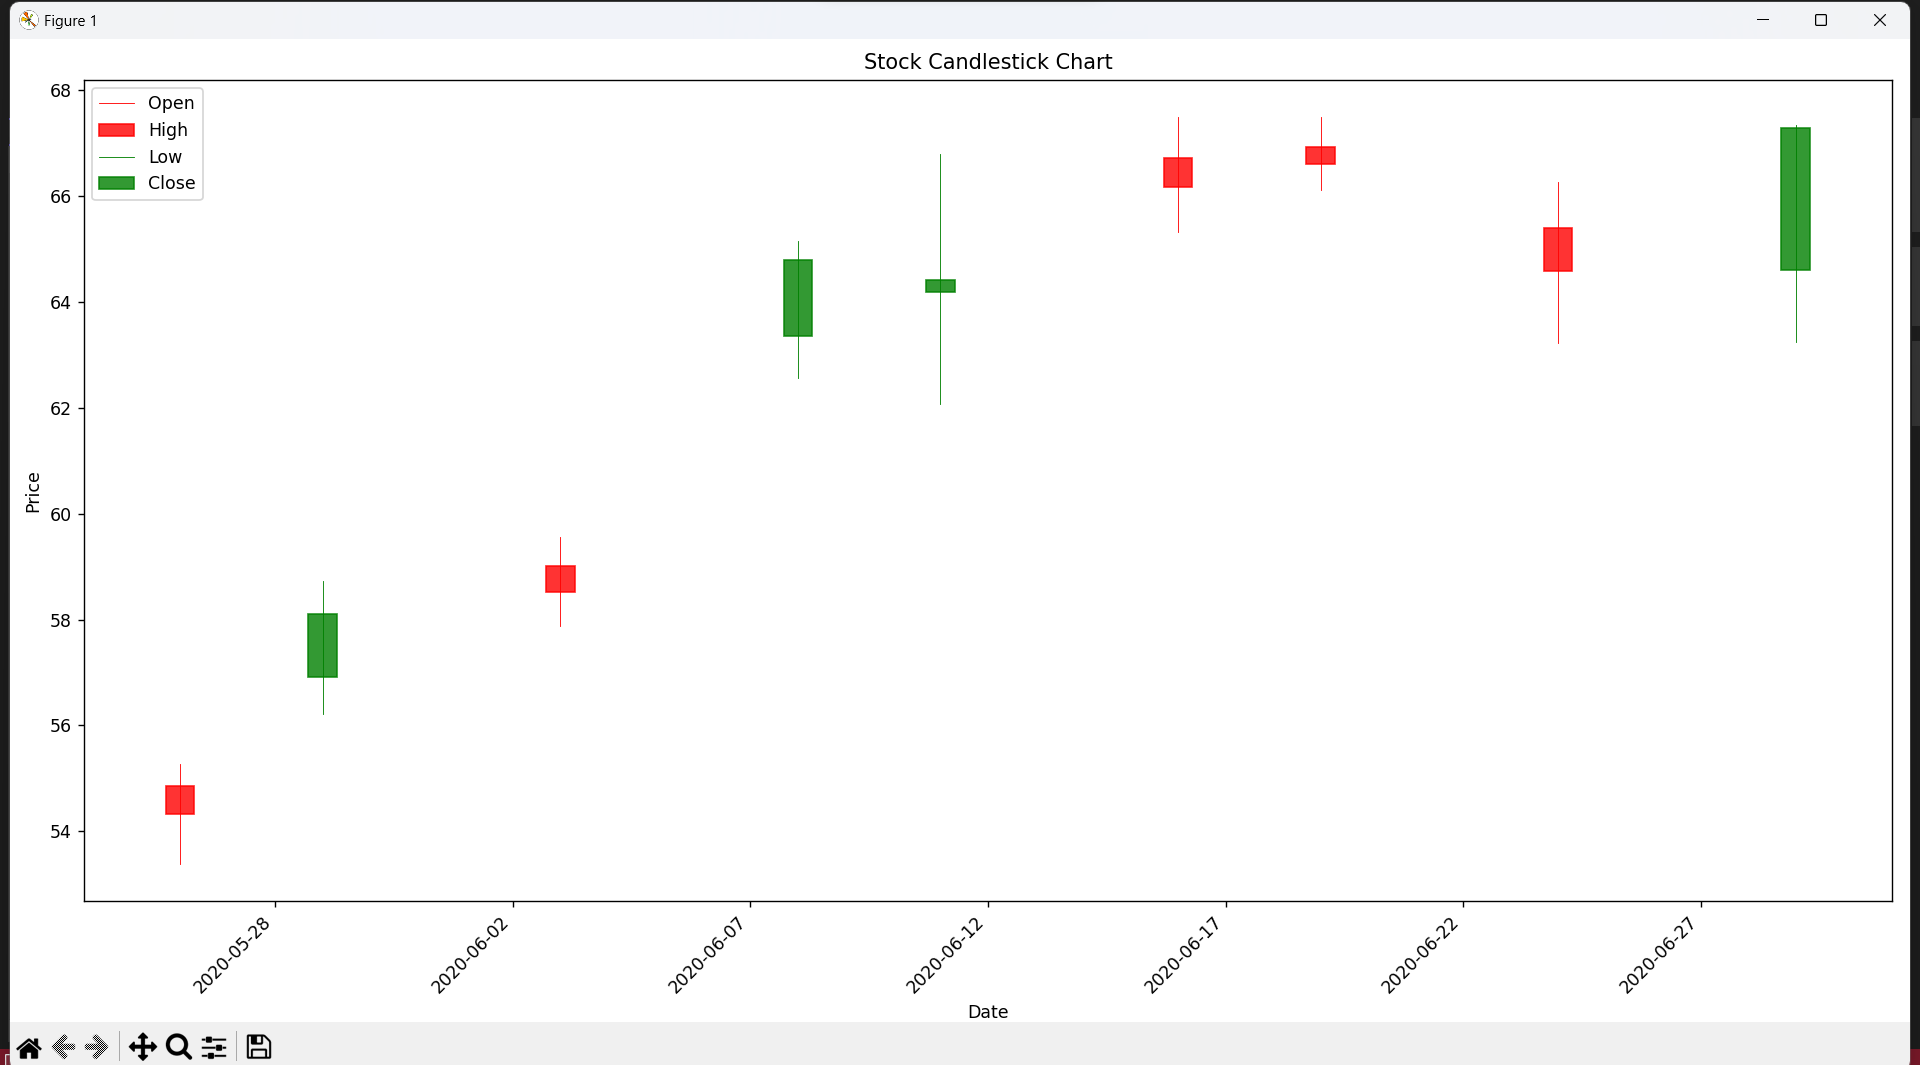 Figure 1
Stock Candlestick Chart
Open
High
Low
Close
68
66
64
62
60
58
56
54
Price
2020-05-28
2020-06-02
2020-06-07
2020-06-12
2020-06-17
2020-06-22
2020-06-27
Date